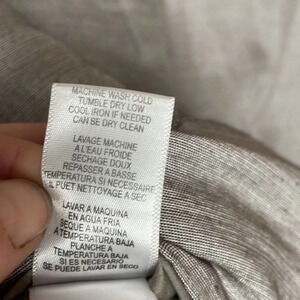 MACHINE WASH COLD
TUMBLE DRY LOW
COOL IRON IF NEEDED
CAN BE DRY CLEAN
LAVAGE MACHINE
A L'EAU FROIDE
SECHAGE DOUX
REPASSER A BASSE
TEMPERATURE SI NECESSAIRE
IL PUET NETTOYAGE A SEC
LAVAR A MAQUINA
EN AGUA FRIA
SEQUE A MAQUINA
A TEMPERATURA BAJA
PLANCHE A
TEMPERATURA BAJA
SI ES NECESARIO
SE PUEDE LAVAR EN SECO